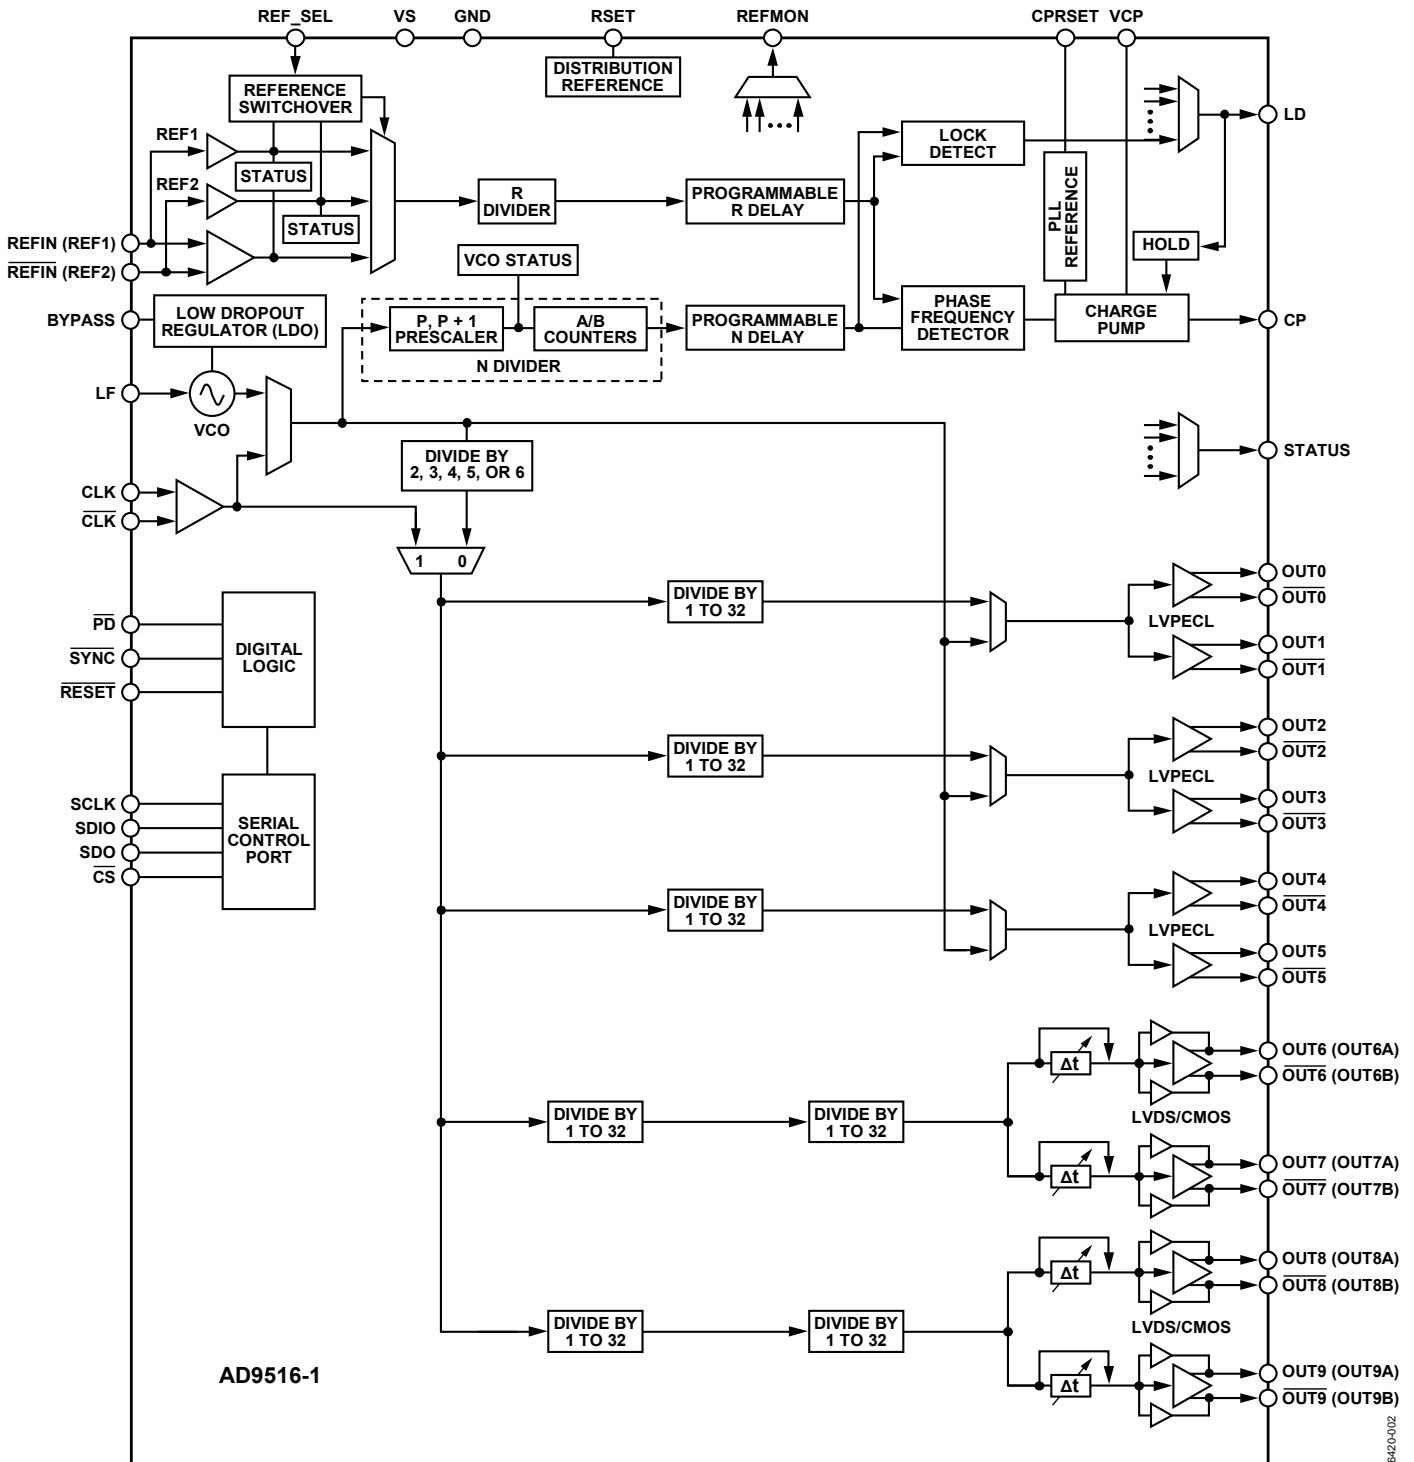 REF_SEL VS GND RSET REFMON CPRSET VCP
DISTRIBUTION
REFERENCE
REFERENCE
SWITCHOVER
REF1
STATUS
REF2
STATUS
REFIN (REF1)
REFIN (REF2)
R
DIVIDER
PROGRAMMABLE
R DELAY
LOCK
DETECT
LD
PLL
REFERENCE
HOLD
VCO STATUS
BYPASS
LOW DROPOUT
REGULATOR (LDO)
P, P + 1
PRESCALER
A/B
COUNTERS
N DIVIDER
PROGRAMMABLE
N DELAY
PHASE
FREQUENCY
DETECTOR
CHARGE
PUMP
CP
LF
VCO
DIVIDE BY
2, 3, 4, 5, OR 6
STATUS
CLK
CLK
1 0
PD
SYNC
RESET
DIGITAL
LOGIC
SCLK
SDIO
SDO
CS
SERIAL
CONTROL
PORT
DIVIDE BY
1 TO 32
LVPECL
OUT0
OUT0
OUT1
OUT1
DIVIDE BY
1 TO 32
LVPECL
OUT2
OUT2
OUT3
OUT3
DIVIDE BY
1 TO 32
LVPECL
OUT4
OUT4
OUT5
OUT5
DIVIDE BY
1 TO 32
DIVIDE BY
1 TO 32
Δt
Δt
LVDS/CMOS
OUT6 (OUT6A)
OUT6 (OUT6B)
OUT7 (OUT7A)
OUT7 (OUT7B)
DIVIDE BY
1 TO 32
DIVIDE BY
1 TO 32
Δt
Δt
LVDS/CMOS
OUT8 (OUT8A)
OUT8 (OUT8B)
OUT9 (OUT9A)
OUT9 (OUT9B)
AD9516-1
6420-002